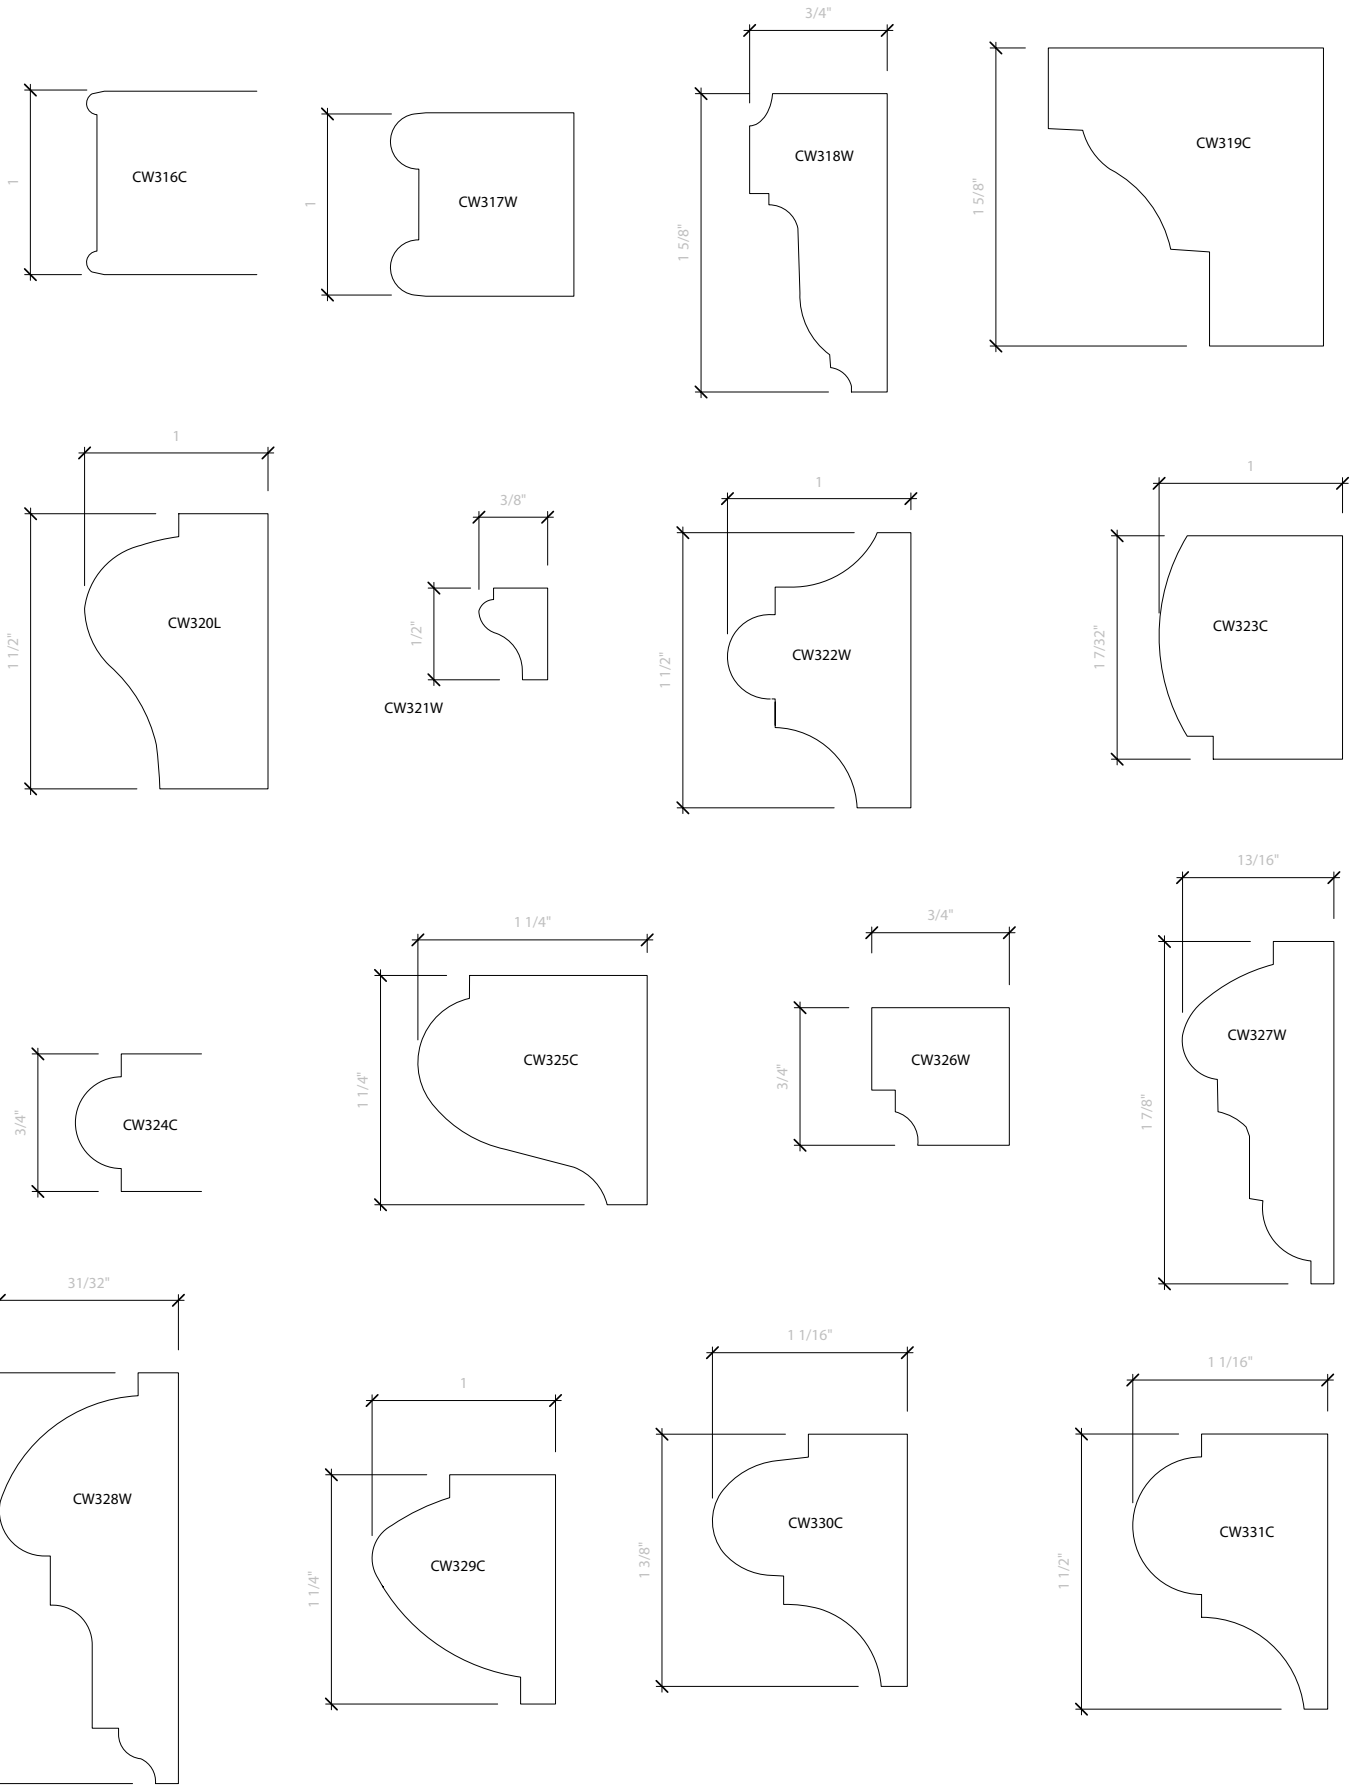 3/4"
1
CW316C
1
CW317W
1 5/8"
CW318W
1 5/8"
CW319C
1
1 1/2"
CW320L
3/8"
1/2"
CW321W
1
1 1/2"
CW322W
1
1 7/32"
CW323C
3/4"
CW324C
1 1/4"
1 1/4"
CW325C
3/4"
3/4"
CW326W
13/16"
1 7/8"
CW327W
31/32"
CW328W
1
1 1/4"
CW329C
1 1/16"
1 3/8"
CW330C
1 1/16"
1 1/2"
CW331C